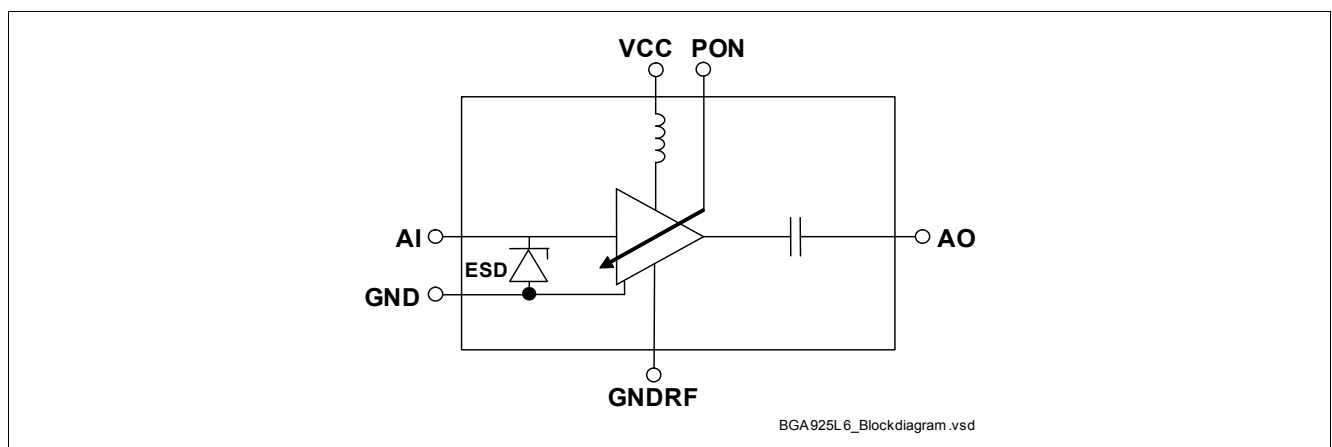 VCC PON
AI
AO
ESD
GND
GNDRF
BGA925L6_Blockdiagram.vsd